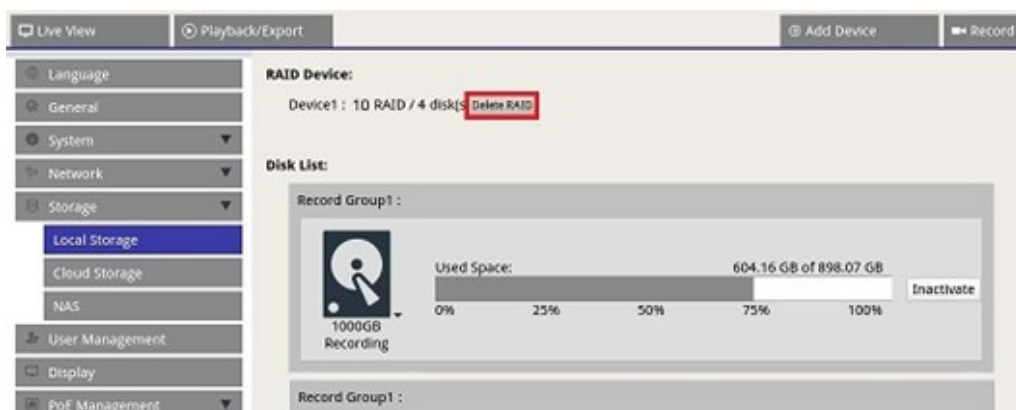 Live View
Playback/Export
Add Device
Record
Language
General
System
Network
Storage
Local Storage
Cloud Storage
NAS
User Management
Display
PoE Management
RAID Device:
Device1 : 10 RAID / 4 disk(s Delete RAID
Disk List:
Record Group1 :
Used Space: 604.16 GB of 898.07 GB
Inactivate
0% 25% 50% 75% 100%
1000GB
Recording
Record Group1 :